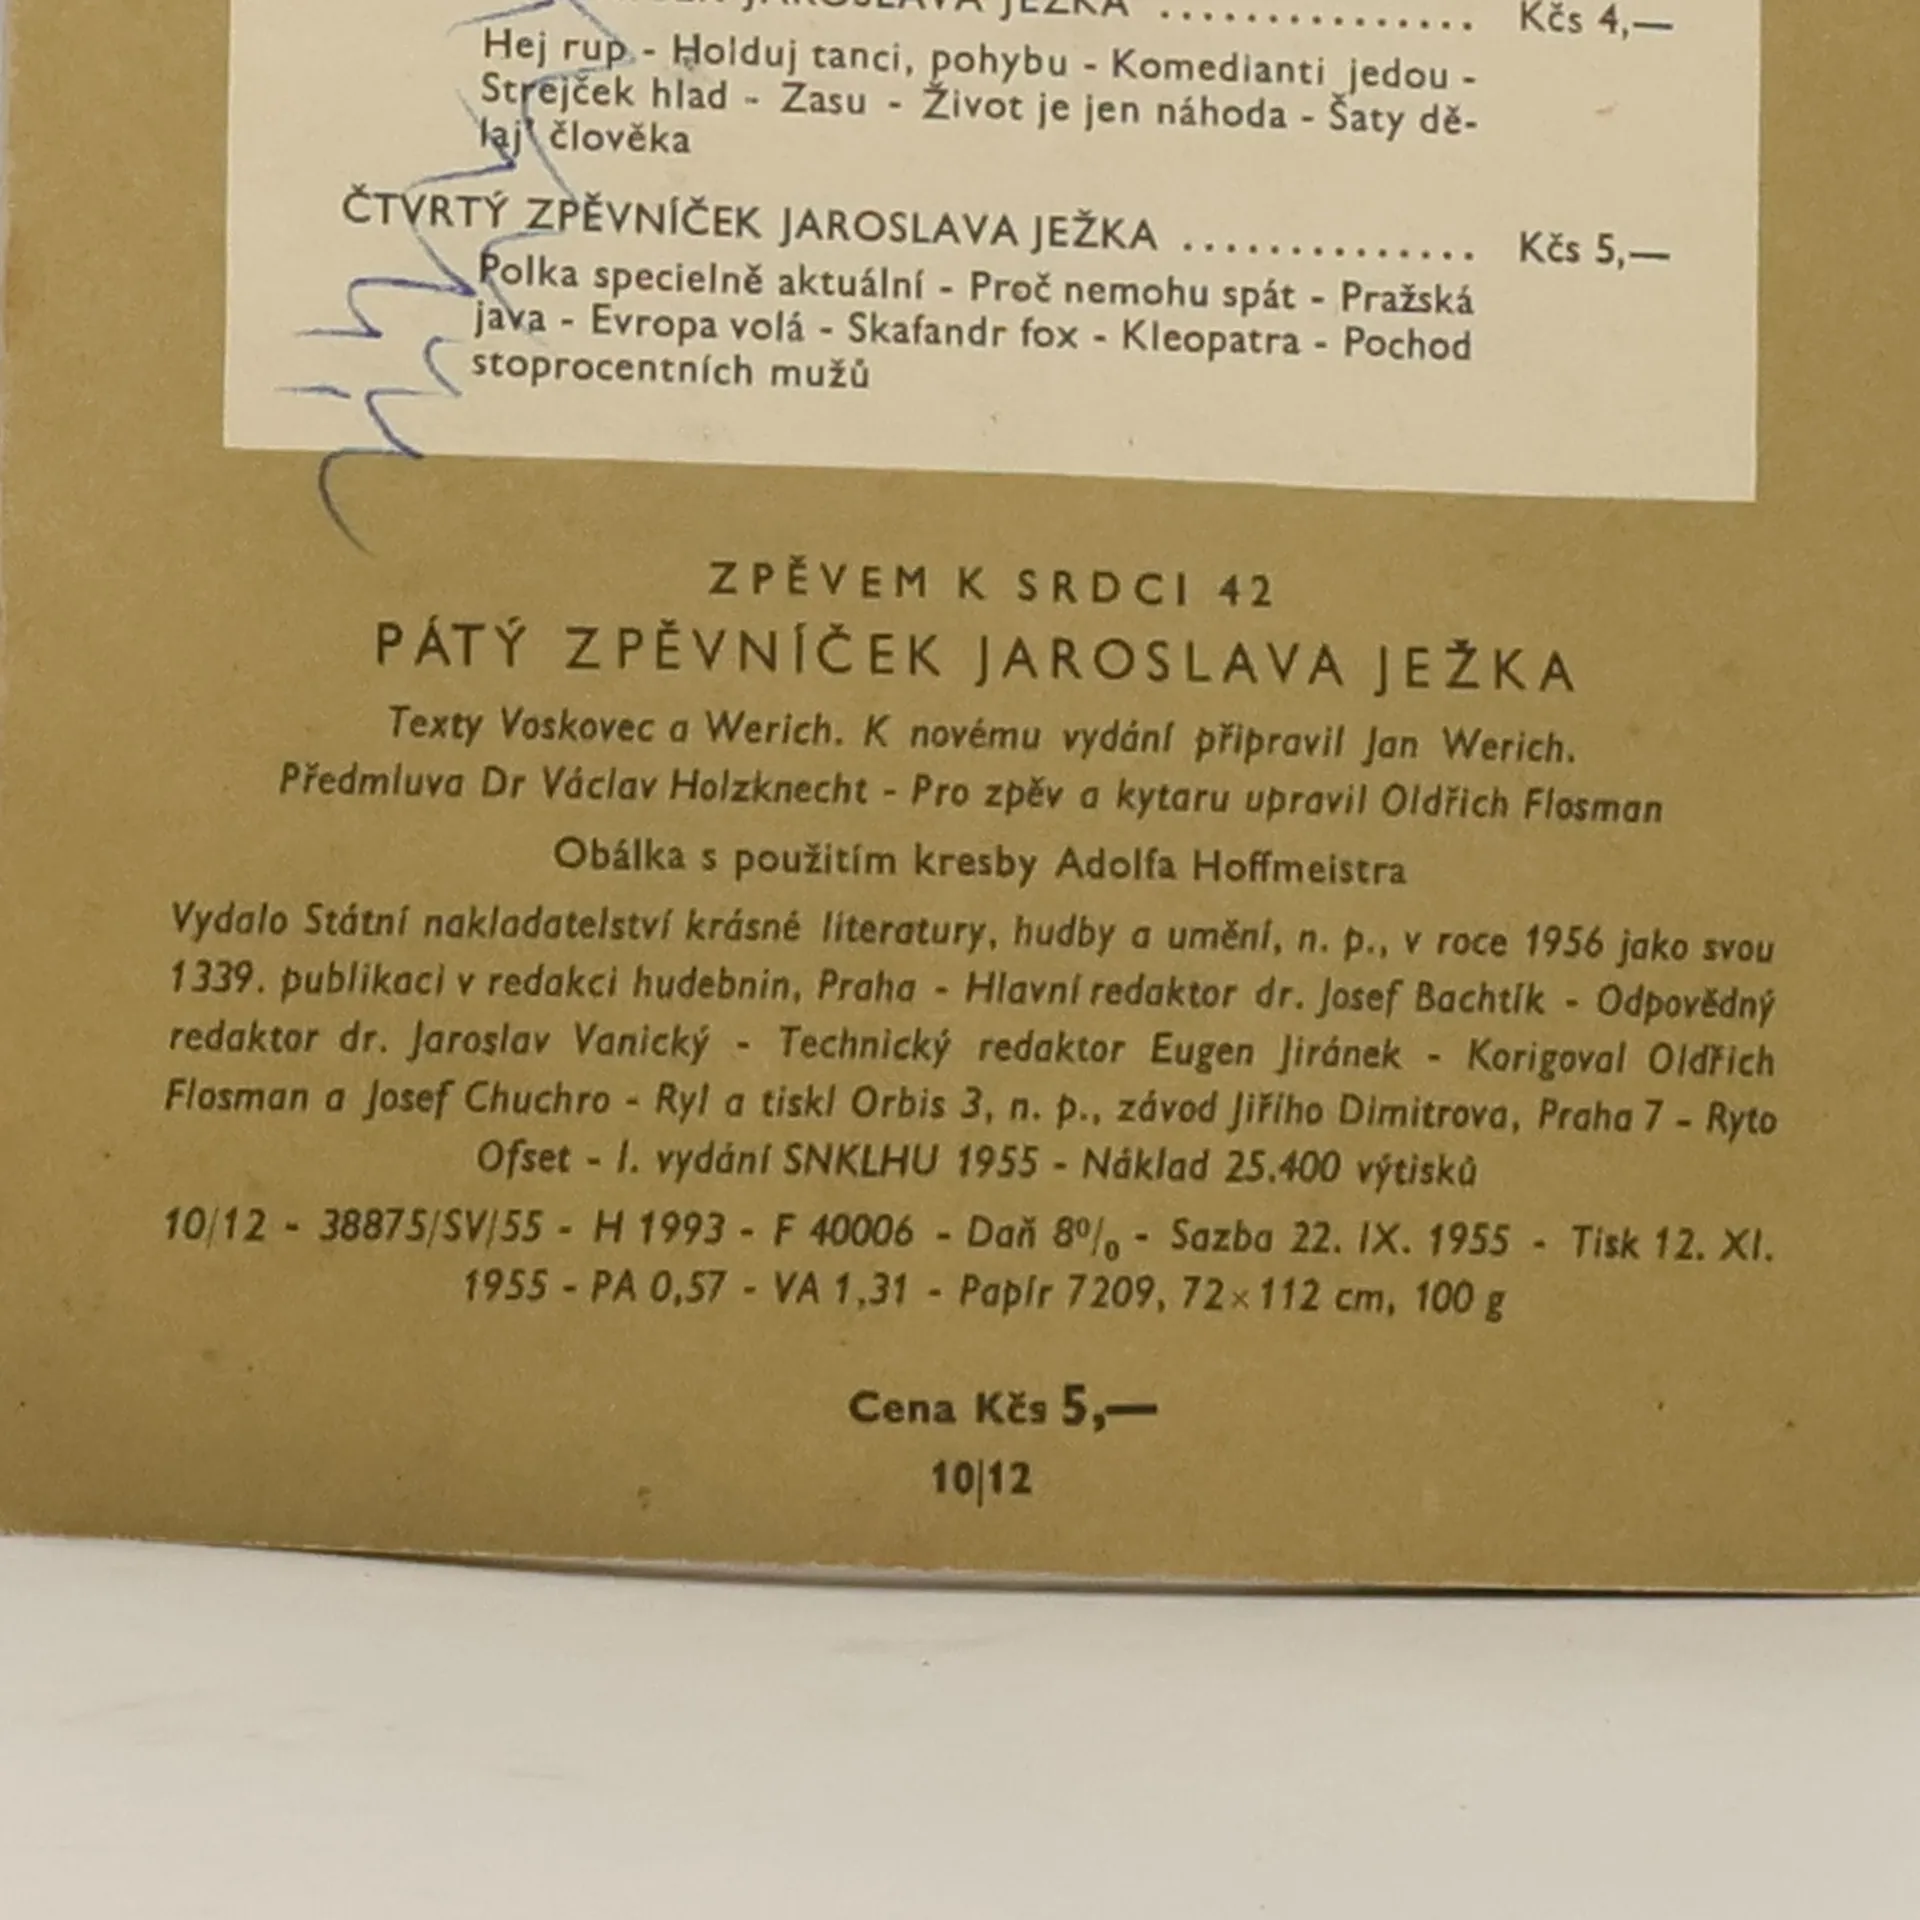 JAROSLAVA JEŽKA ............... Kčs 4,—
Hej rup - Holduj tanci, pohybu - Komedianti jedou -
Strejček hlad - Zasu - Život je jen náhoda - Šaty dě-
laj' člověka
ČTVRTÝ ZPĚVNÍČEK JAROSLAVA JEŽKA .............. Kčs 5,—
Polka specielně aktuální - Proč nemohu spát - Pražská
java - Evropa volá - Skafandr fox - Kleopatra - Pochod
stoprocentních mužů
ZPĚVEM K SRDCI 42
PÁTÝ ZPĚVNÍČEK JAROSLAVA JEŽKA
Texty Voskovec a Werich. K novému vydání připravil Jan Werich.
Předmluva Dr Václav Holzknecht - Pro zpěv a kytaru upravil Oldřich Flosman
Obálka s použitím kresby Adolfa Hoffmeistra
Vydalo Státní nakladatelství krásné literatury, hudby a umění, n. p., v roce 1956 jako svou
1339. publikaci v redakci hudebnin, Praha - Hlavní redaktor dr. Josef Bachtík - Odpovědný
redaktor dr. Jaroslav Vanický - Technický redaktor Eugen Jiránek - Korigoval Oldřich
Flosman a Josef Chuchro - Ryl a tiskl Orbis 3, n. p., závod Jiřího Dimitrova, Praha 7 - Ryto
Ofset - I. vydání SNKLHU 1955 - Náklad 25.400 výtisků
10/12 - 38875/SV/55 - H 1993 - F 40006 - Daň 8% - Sazba 22. IX. 1955 - Tisk 12. XI.
1955 - PA 0,57 - VA 1,31 - Papír 7209, 72×112 cm, 100 g
Cena Kčs 5,—
10|12